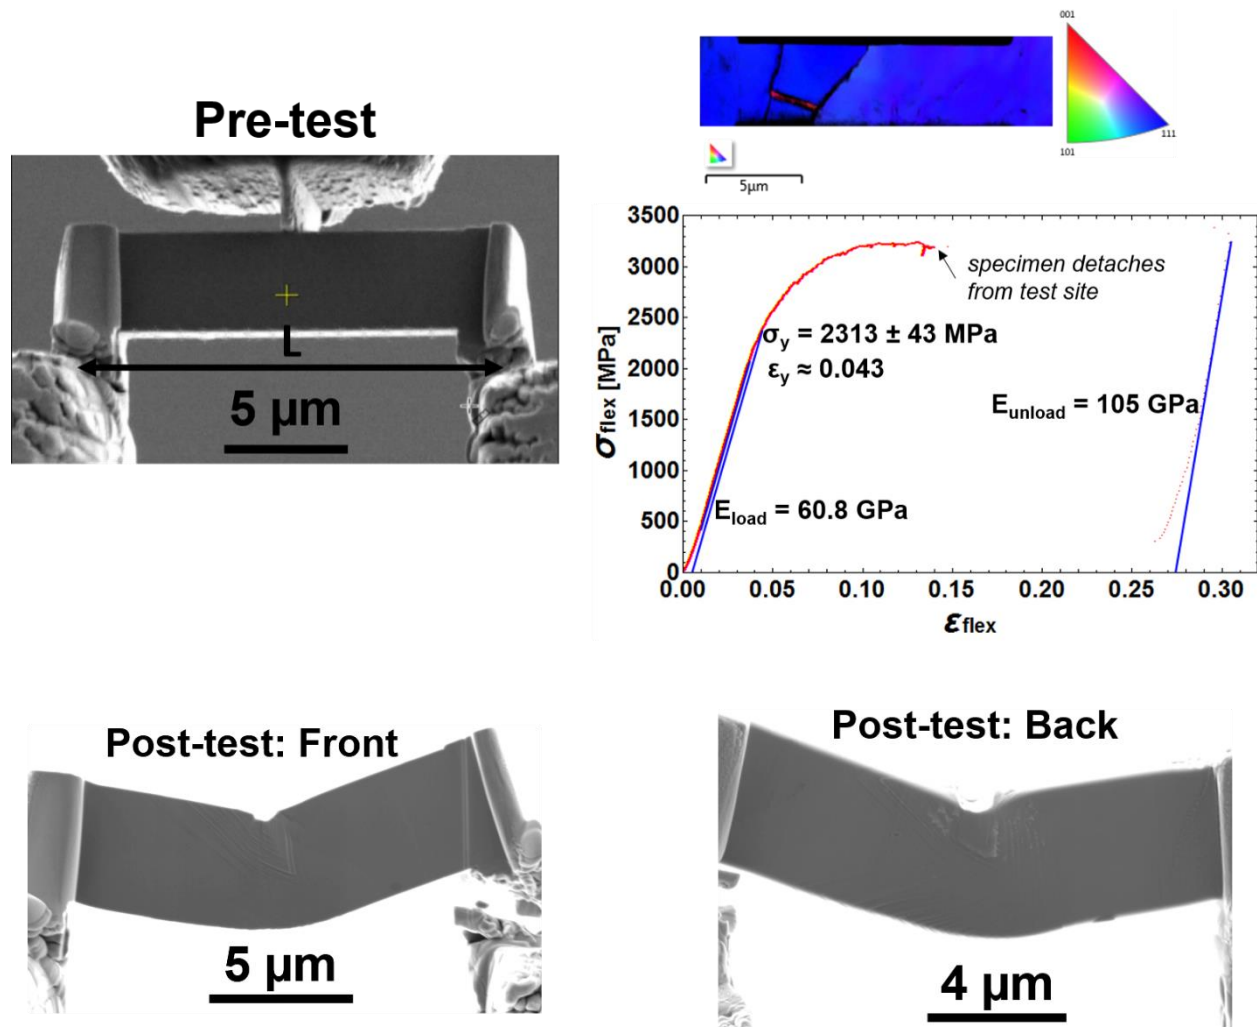 Pre-test
L
5 µm
001
101
111
5µm
3500
3000
2500
2000
1500
1000
500
0
σflex [MPa]
specimen detaches
from test site
σy = 2313 ± 43 MPa
εy ≈ 0.043
Eunload = 105 GPa
Eload = 60.8 GPa
0.00 0.05 0.10 0.15 0.20 0.25 0.30
εflex
Post-test: Front
5 µm
Post-test: Back
4 µm